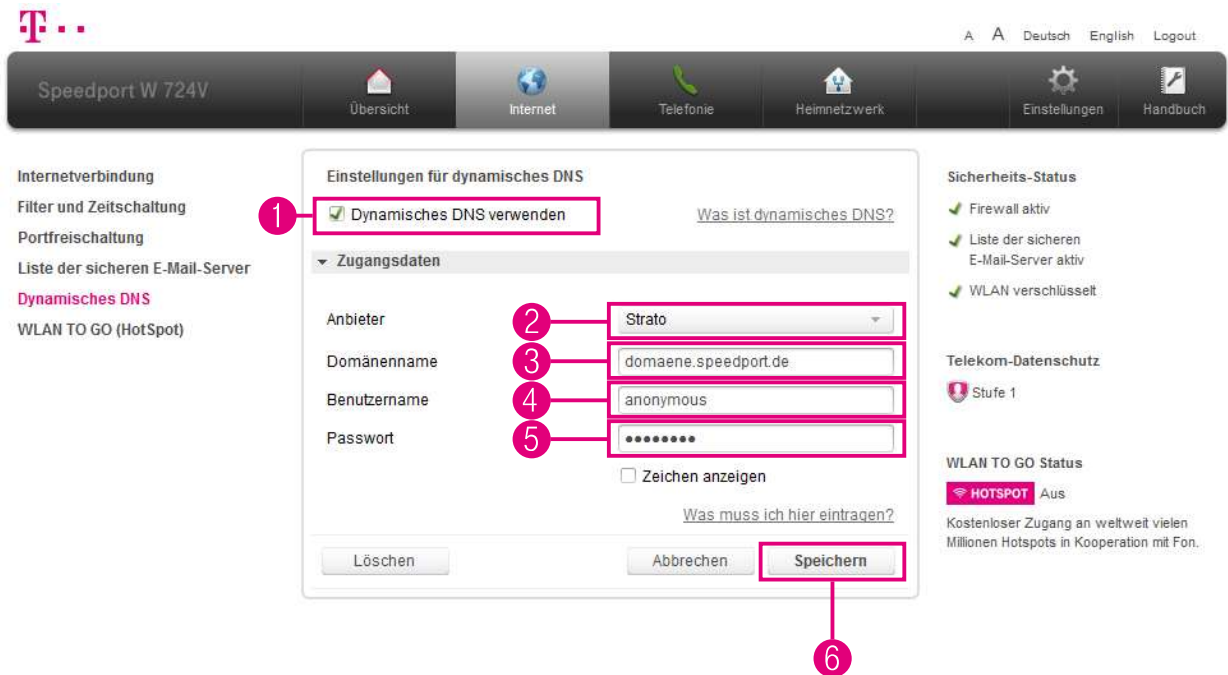 T
A A Deutsch English Logout
Speedport W 724V
Übersicht
Internet
Telefonie
Heimnetzwerk
Einstellungen
Handbuch
Internetverbindung
Filter und Zeitschaltung
Portfreischaltung
Liste der sicheren E-Mail-Server
Dynamisches DNS
WLAN TO GO (HotSpot)
Einstellungen für dynamisches DNS
1
Dynamisches DNS verwenden
Was ist dynamisches DNS?
Zugangsdaten
Anbieter
2
Strato
Domänenname
3
domaene.speedport.de
Benutzername
4
anonymous
Passwort
5
••••••••
Zeichen anzeigen
Was muss ich hier eintragen?
Löschen
Abbrechen
Speichern
6
Sicherheits-Status
Firewall aktiv
Liste der sicheren
E-Mail-Server aktiv
WLAN verschlüsselt
Telekom-Datenschutz
Stufe 1
WLAN TO GO Status
HOTSPOT Aus
Kostenloser Zugang an weltweit vielen
Millionen Hotspots in Kooperation mit Fon.